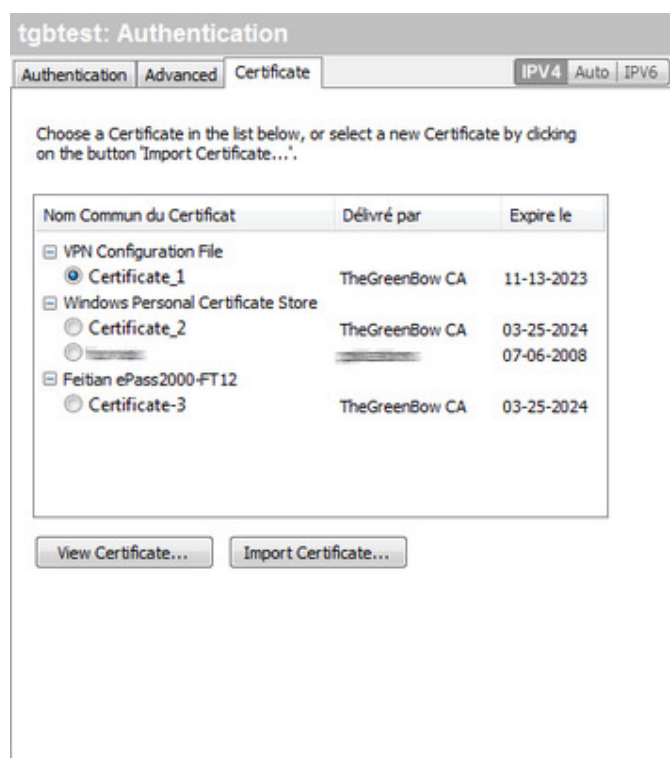 tgbtest: Authentication
Authentication Advanced Certificate IPV4 Auto IPV6
Choose a Certificate in the list below, or select a new Certificate by clicking
on the button 'Import Certificate...'.
Nom Commun du Certificat Délivré par Expire le
VPN Configuration File
Certificate_1 TheGreenBow CA 11-13-2023
Windows Personal Certificate Store
Certificate_2 TheGreenBow CA 03-25-2024
07-06-2008
Feitian ePass2000-FT12
Certificate-3 TheGreenBow CA 03-25-2024
View Certificate... Import Certificate...